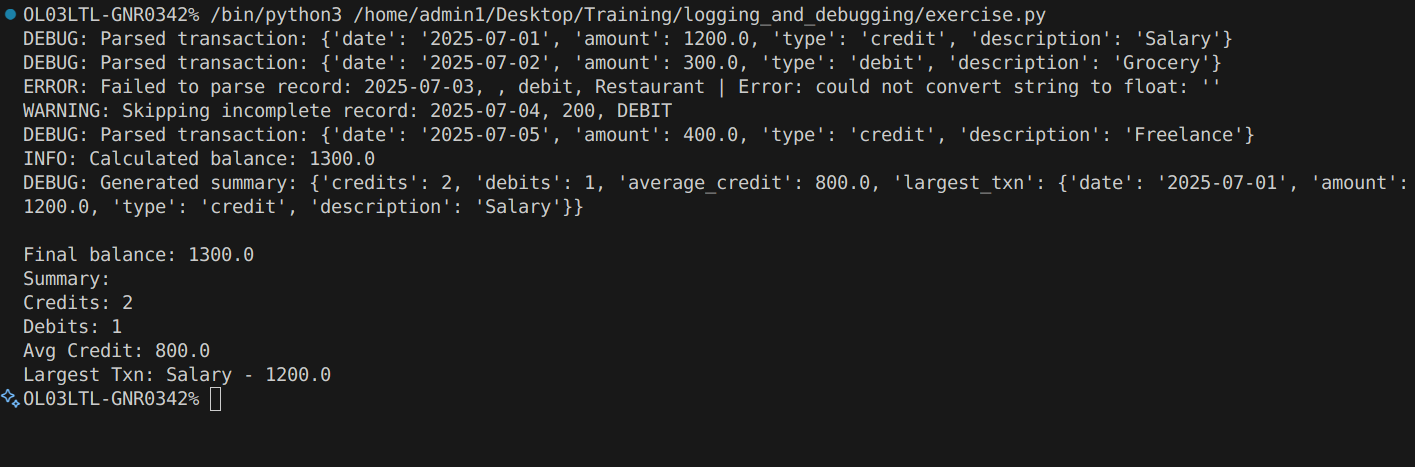 OL03LTL-GNR0342% /bin/python3 /home/admin1/Desktop/Training/logging_and_debugging/exercise.py
DEBUG: Parsed transaction: {'date': '2025-07-01', 'amount': 1200.0, 'type': 'credit', 'description': 'Salary'}
DEBUG: Parsed transaction: {'date': '2025-07-02', 'amount': 300.0, 'type': 'debit', 'description': 'Grocery'}
ERROR: Failed to parse record: 2025-07-03, , debit, Restaurant | Error: could not convert string to float: ''
WARNING: Skipping incomplete record: 2025-07-04, 200, DEBIT
DEBUG: Parsed transaction: {'date': '2025-07-05', 'amount': 400.0, 'type': 'credit', 'description': 'Freelance'}
INFO: Calculated balance: 1300.0
DEBUG: Generated summary: {'credits': 2, 'debits': 1, 'average_credit': 800.0, 'largest_txn': {'date': '2025-07-01', 'amount':
1200.0, 'type': 'credit', 'description': 'Salary'}}

Final balance: 1300.0
Summary:
Credits: 2
Debits: 1
Avg Credit: 800.0
Largest Txn: Salary - 1200.0
OL03LTL-GNR0342%